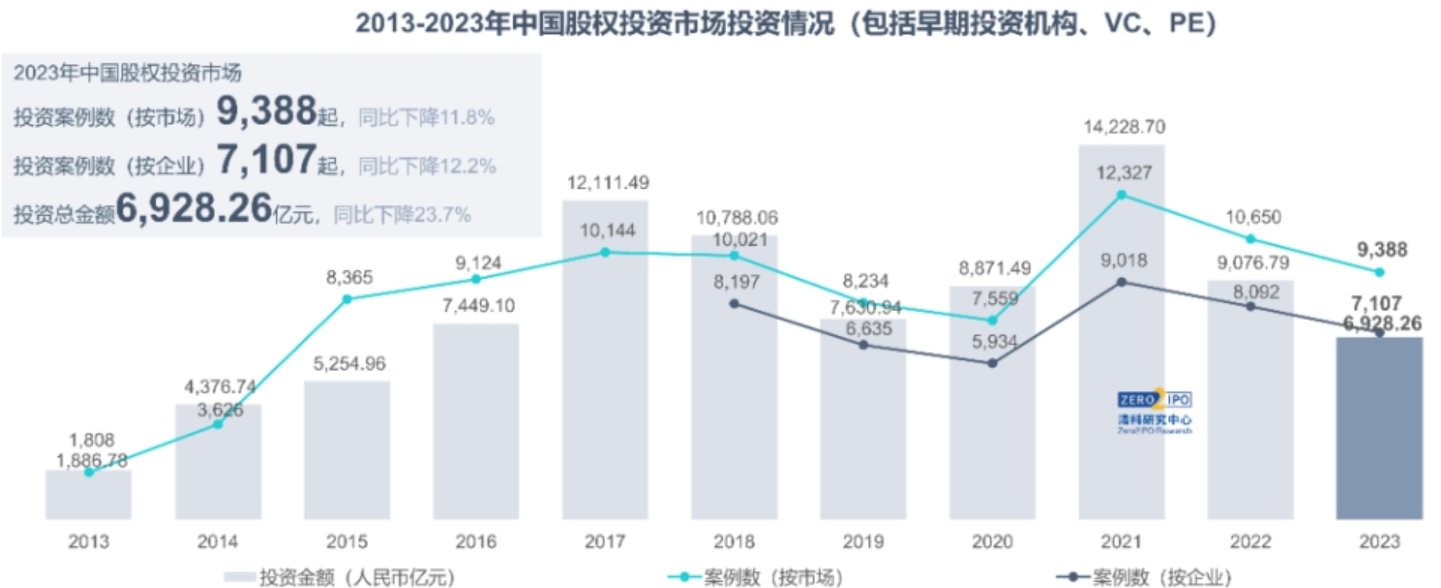 2013-2023年中国股权投资市场投资情况（包括早期投资机构、VC、PE）
2023年中国股权投资市场
投资案例数（按市场）9,388起，同比下降11.8%
投资案例数（按企业）7,107起，同比下降12.2%
投资总金额6,928.26亿元，同比下降23.7%
1,808
1,886.78
4,376.74
3,626
8,365
5,254.96
9,124
7,449.10
12,111.49
10,144
10,788.06
10,021
8,197
8,234
7,630.94
6,635
8,871.49
7,559
5,934
14,228.70
12,327
9,018
10,650
9,076.79
8,092
9,388
7,107
6,928.26
ZERO2IPO
清科研究中心
Zero2IPO Research
2013 2014 2015 2016 2017 2018 2019 2020 2021 2022 2023
投资金额（人民币亿元） 案例数（按市场） 案例数（按企业）